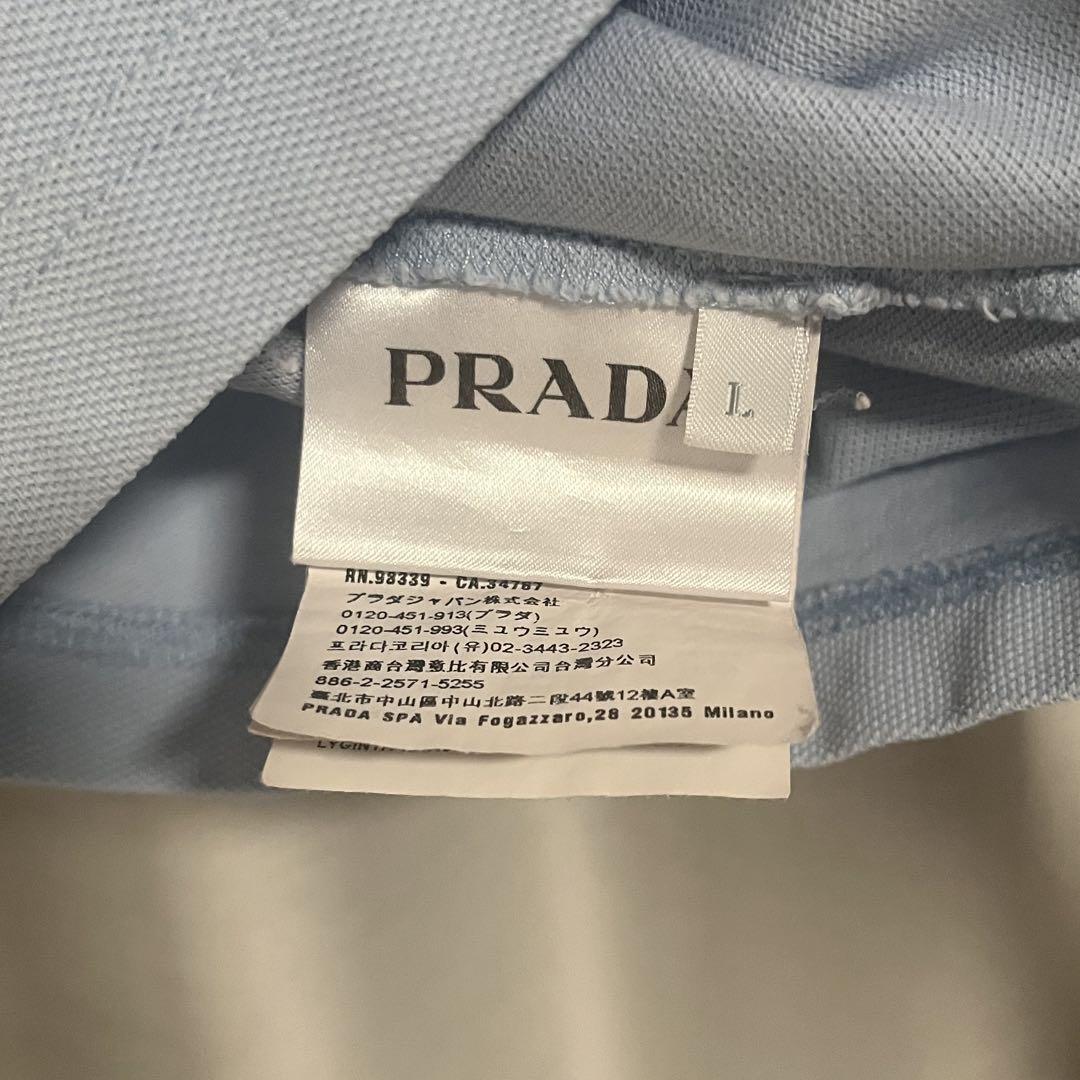 PRADA
L
RN.98339 - CA.34787
プラダジャパン株式会社
0120-451-913(プラダ)
0120-451-993(ミュウミュウ)
프라다코리아(유)02-3443-2323
香港商台灣意比有限公司台灣分公司
886-2-2571-5255
臺北市中山區中山北路二段44號12樓A室
PRADA SPA Via Fogazzaro,28 20135 Milano